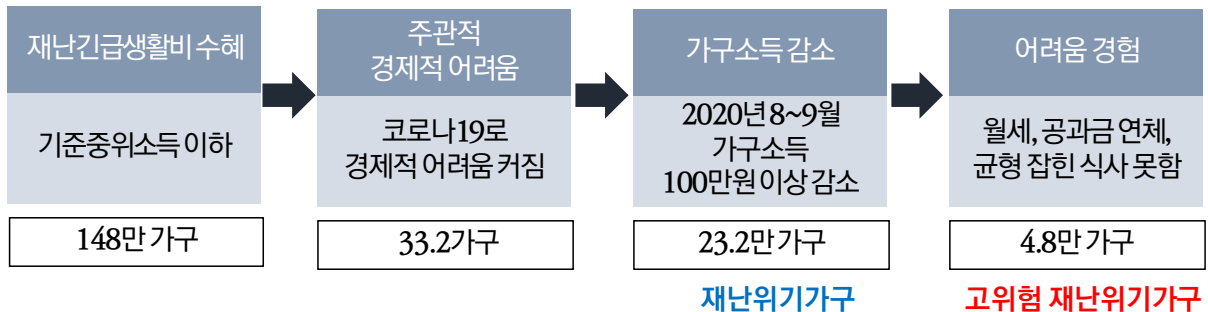 재난긴급생활비 수혜
기준중위소득 이하
148만 가구
주관적
경제적 어려움
코로나19로
경제적 어려움 커짐
33.2가구
가구소득 감소
2020년 8~9월
가구소득
100만원 이상 감소
23.2만 가구
재난위기가구
어려움 경험
월세, 공과금 연체,
균형 잡힌 식사 못함
4.8만 가구
고위험 재난위기가구